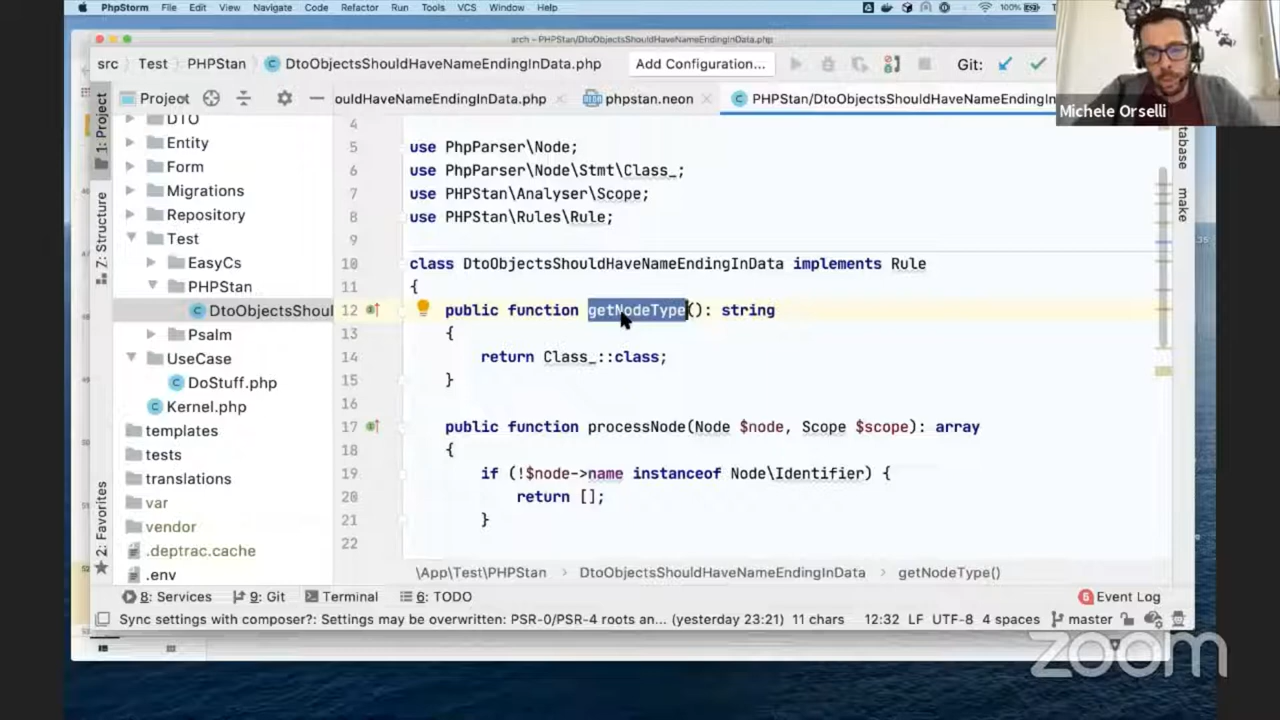 PhpStorm File Edit View Navigate Code Refactor Run Tools VCS Window Help 100%
arch – PHPStan/DtoObjectsShouldHaveNameEndingInData.php
src Test PHPStan DtoObjectsShouldHaveNameEndingInData.php Add Configuration... Git:
Michele Orselli
Project ouldHaveNameEndingInData.php phpstan.neon PHPStan/DtoObjectsShouldHaveNameEndingIn
1: Project
Z: Structure
2: Favorites
DTO
Entity
Form
Migrations
Repository
Test
EasyCs
PHPStan
DtoObjectsShoul
Psalm
UseCase
DoStuff.php
Kernel.php
templates
tests
translations
var
vendor
.deptrac.cache
.env
4
5 use PhpParser\Node;
6 use PhpParser\Node\Stmt\Class_;
7 use PHPStan\Analyser\Scope;
8 use PHPStan\Rules\Rule;
9
10 class DtoObjectsShouldHaveNameEndingInData implements Rule
11 {
12 public function getNodeType(): string
13 {
14 return Class_::class;
15 }
16
17 public function processNode(Node $node, Scope $scope): array
18 {
19 if (!$node->name instanceof Node\Identifier) {
20 return [];
21 }
22
tabase
make
\App\Test\PHPStan › DtoObjectsShouldHaveNameEndingInData › getNodeType()
8: Services 9: Git Terminal 6: TODO 6 Event Log
Sync settings with composer?: Settings may be overwritten: PSR-0/PSR-4 roots an... (yesterday 23:21) 11 chars 12:32 LF UTF-8 4 spaces master
zoom